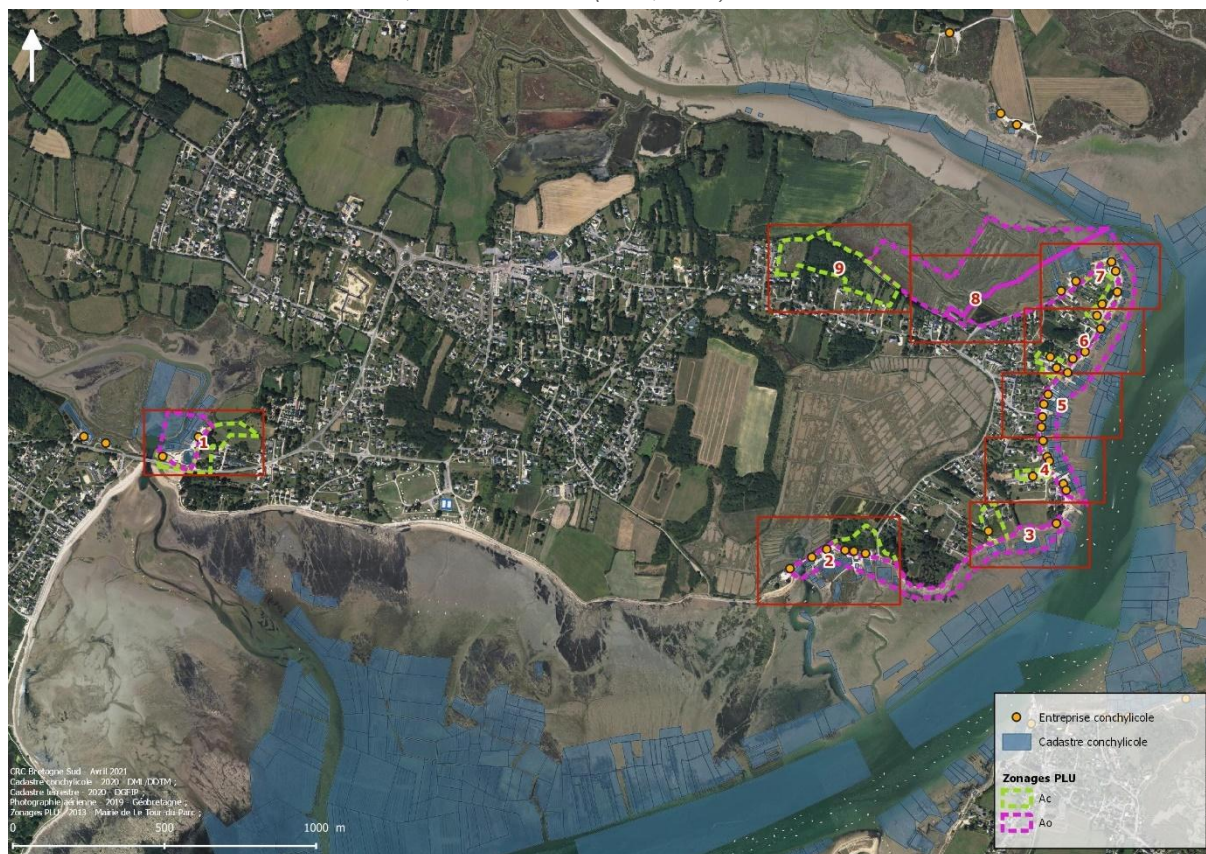 9
8
7
6
1
5
4
3
2
Entreprise conchylicole
Cadastre conchylicole
Zonages PLU
Ac
Ao
CRC Bretagne Sud - Avril 2021
Cadastre conchylicole - 2020 - DMI /DDTM ;
Cadastre terrestre - 2020 - DGFIP ;
Photographie aérienne - 2019 - Géobretagne ;
Zonages PLU - 2013 - Mairie de Le Tour du Parc ;
0 500 1000 m